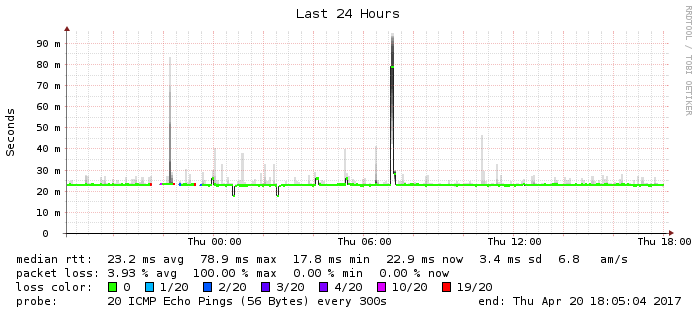 Last 24 Hours
RRDTOOL / TOBI OETIKER
Seconds
90 m
80 m
70 m
60 m
50 m
40 m
30 m
20 m
10 m
0
Thu 00:00 Thu 06:00 Thu 12:00 Thu 18:00
median rtt: 23.2 ms avg 78.9 ms max 17.8 ms min 22.9 ms now 3.4 ms sd 6.8 am/s
packet loss: 3.93 % avg 100.00 % max 0.00 % min 0.00 % now
loss color: 0 1/20 2/20 3/20 4/20 10/20 19/20
probe: 20 ICMP Echo Pings (56 Bytes) every 300s end: Thu Apr 20 18:05:04 2017